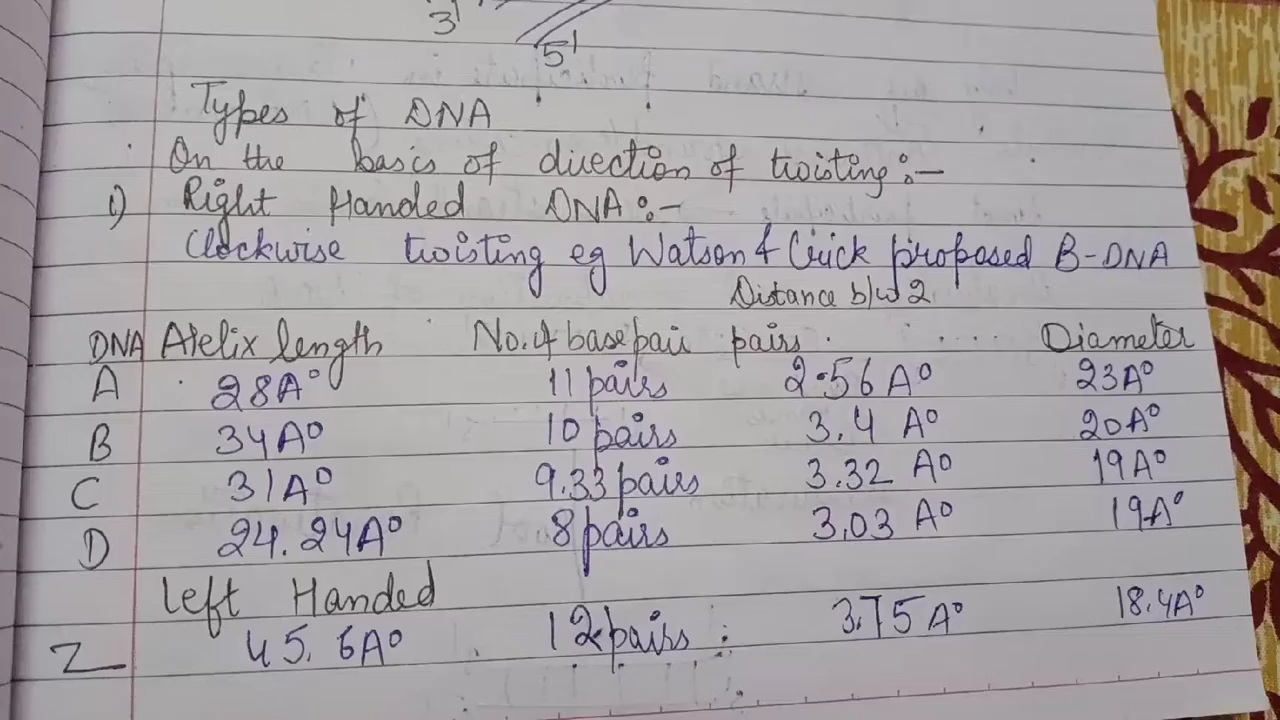 3'
5'
Types of DNA
On the basis of direction of twisting :-
1) Right Handed DNA :-
Clockwise twisting eg Watson & Crick proposed B-DNA
Distance b/w 2
DNA Helix length No. of base pair pairs. .... Diameter
A 28A° 11 pairs 2.56 A° 23A°
B 34A° 10 pairs 3.4 A° 20A°
C 31A° 9.33 pairs 3.32 A° 19A°
D 24.24A° 8 pairs 3.03 A° 19A°
Left Handed
Z 45.6A° 12 pairs : 3.75 A° 18.4A°